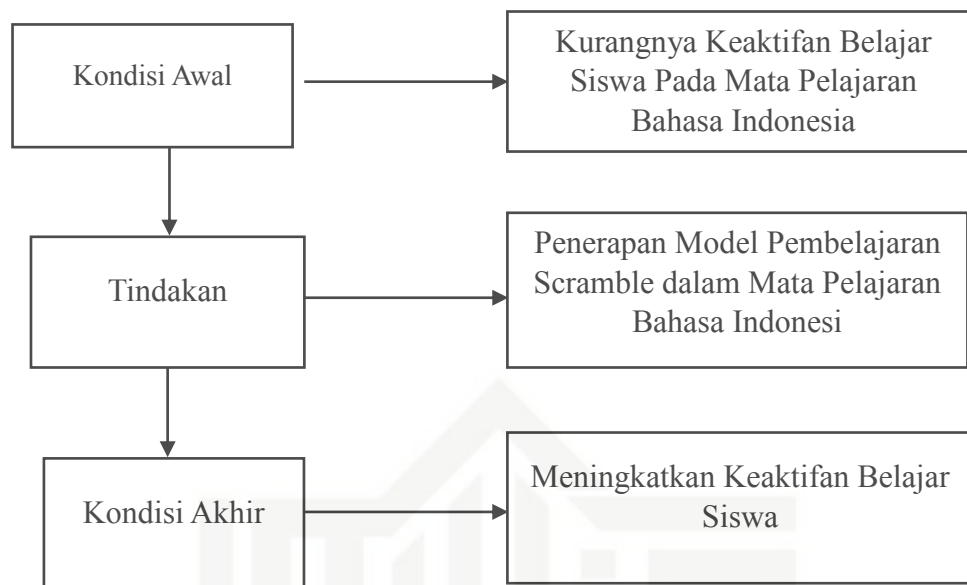 Kondisi Awal
Kurangnya Keaktifan Belajar
Siswa Pada Mata Pelajaran
Bahasa Indonesia
Tindakan
Penerapan Model Pembelajaran
Scramble dalam Mata Pelajaran
Bahasa Indonesi
Kondisi Akhir
Meningkatkan Keaktifan Belajar
Siswa